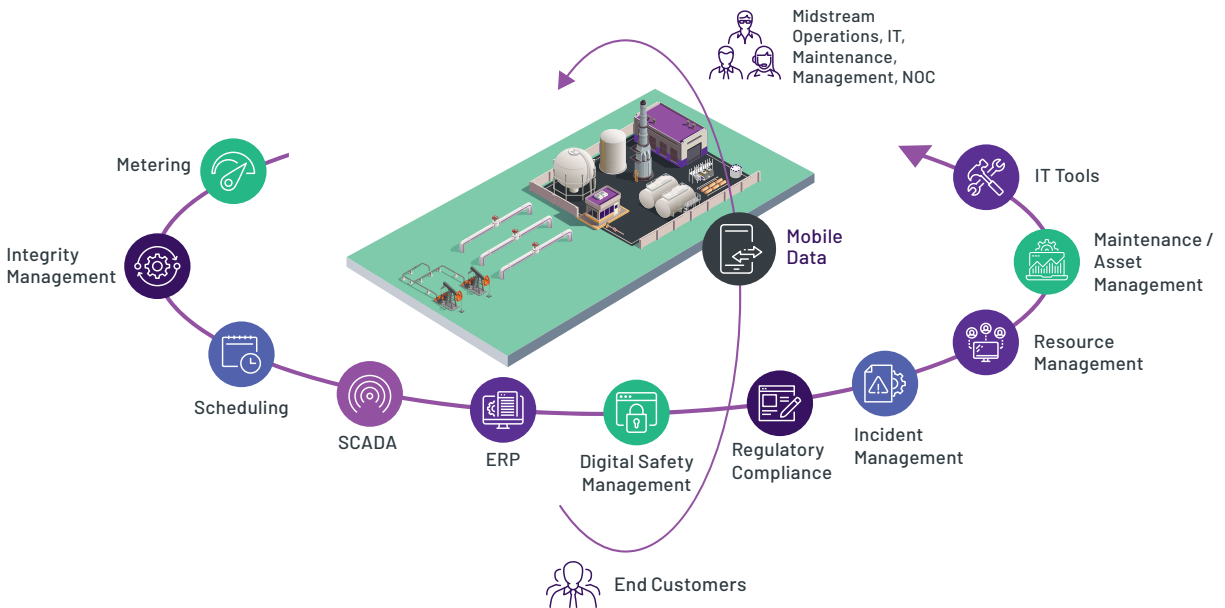 Midstream
Operations, IT,
Maintenance,
Management, NOC
Metering
Integrity
Management
Scheduling
SCADA
ERP
Digital Safety
Management
Regulatory
Compliance
Incident
Management
Resource
Management
Maintenance /
Asset
Management
IT Tools
Mobile
Data
End Customers